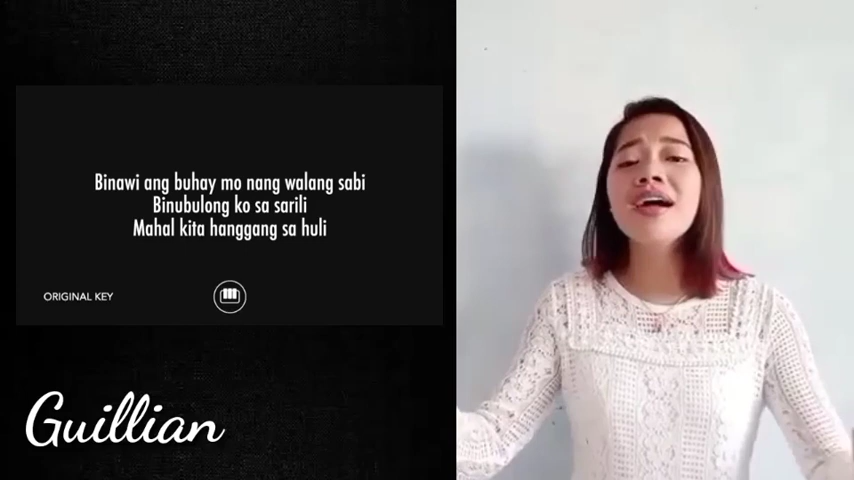 Binawi ang buhay mo nang walang sabi
Binubulong ko sa sarili
Mahal kita hanggang sa huli
ORIGINAL KEY
Guillian